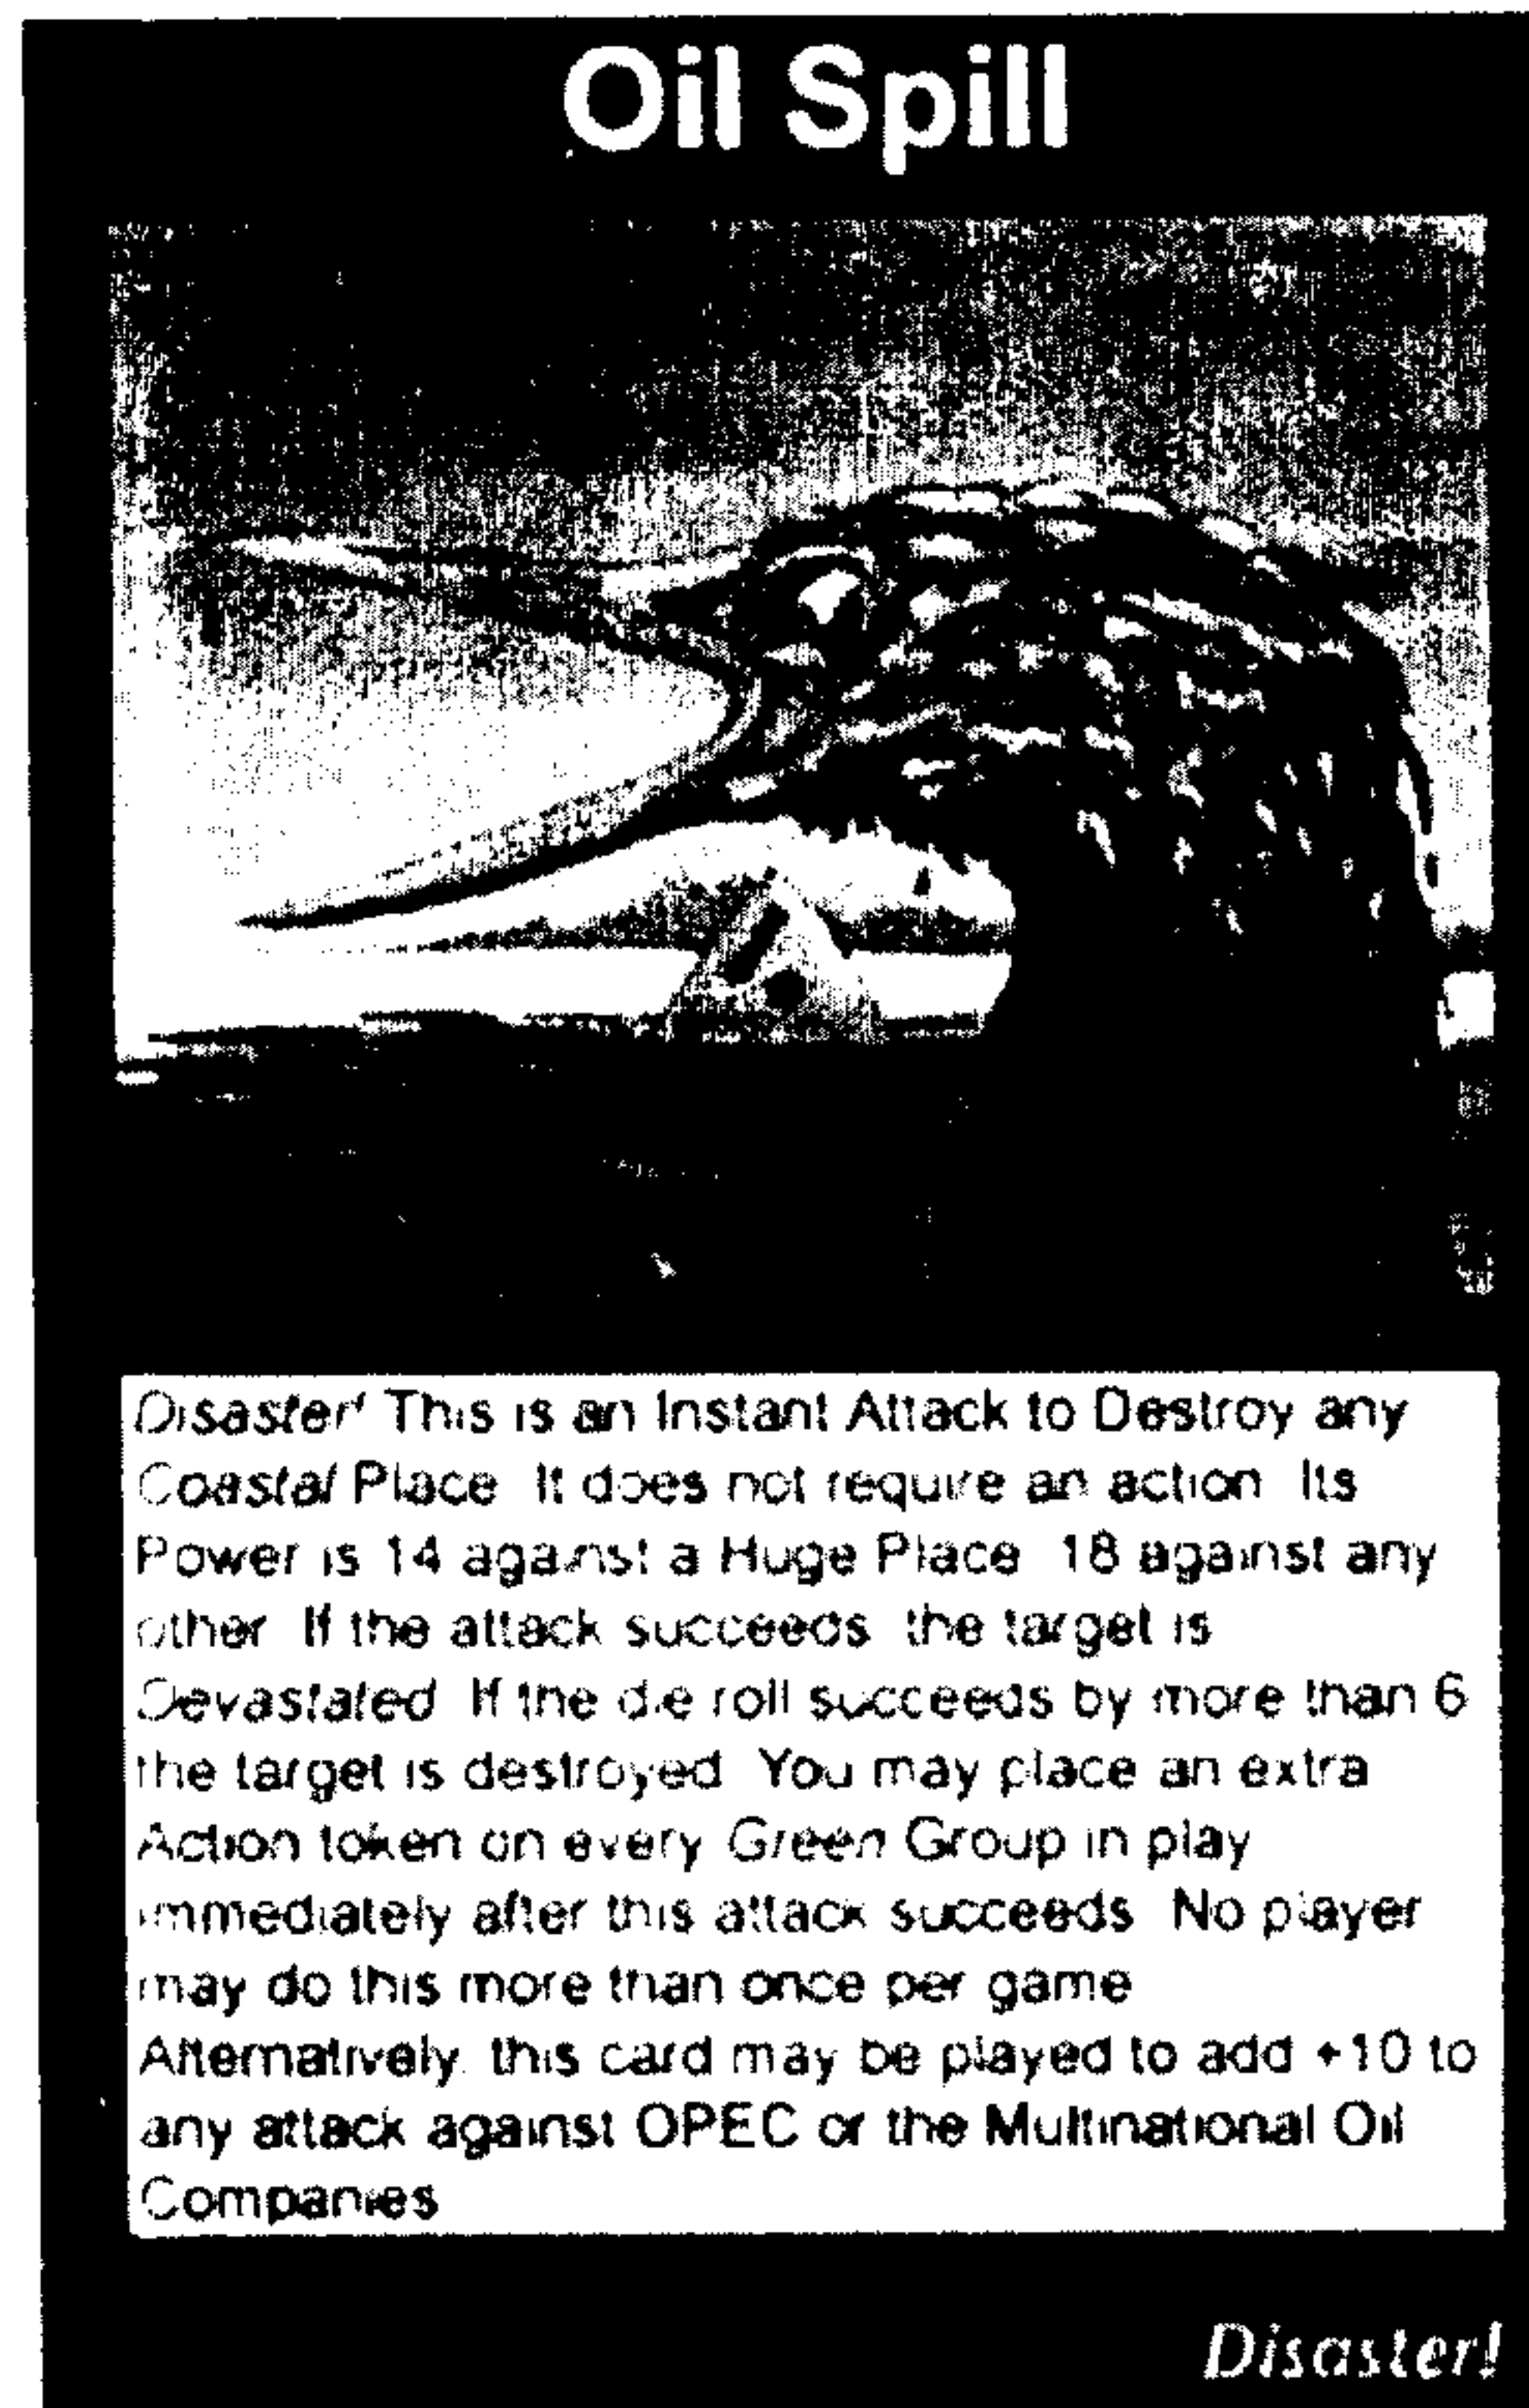 Oil Spill
Disaster! This is an Instant Attack to Destroy any
Coastal Place It does not require an action Its
Power is 14 against a Huge Place 18 against any
other If the attack succeeds the target is
Devastated If the die roll succeeds by more than 6
the target is destroyed You may place an extra
Action token on every Green Group in play
immediately after this attack succeeds No player
may do this more than once per game
Alternatively, this card may be played to add +10 to
any attack against OPEC or the Multinational Oil
Companies
Disaster!